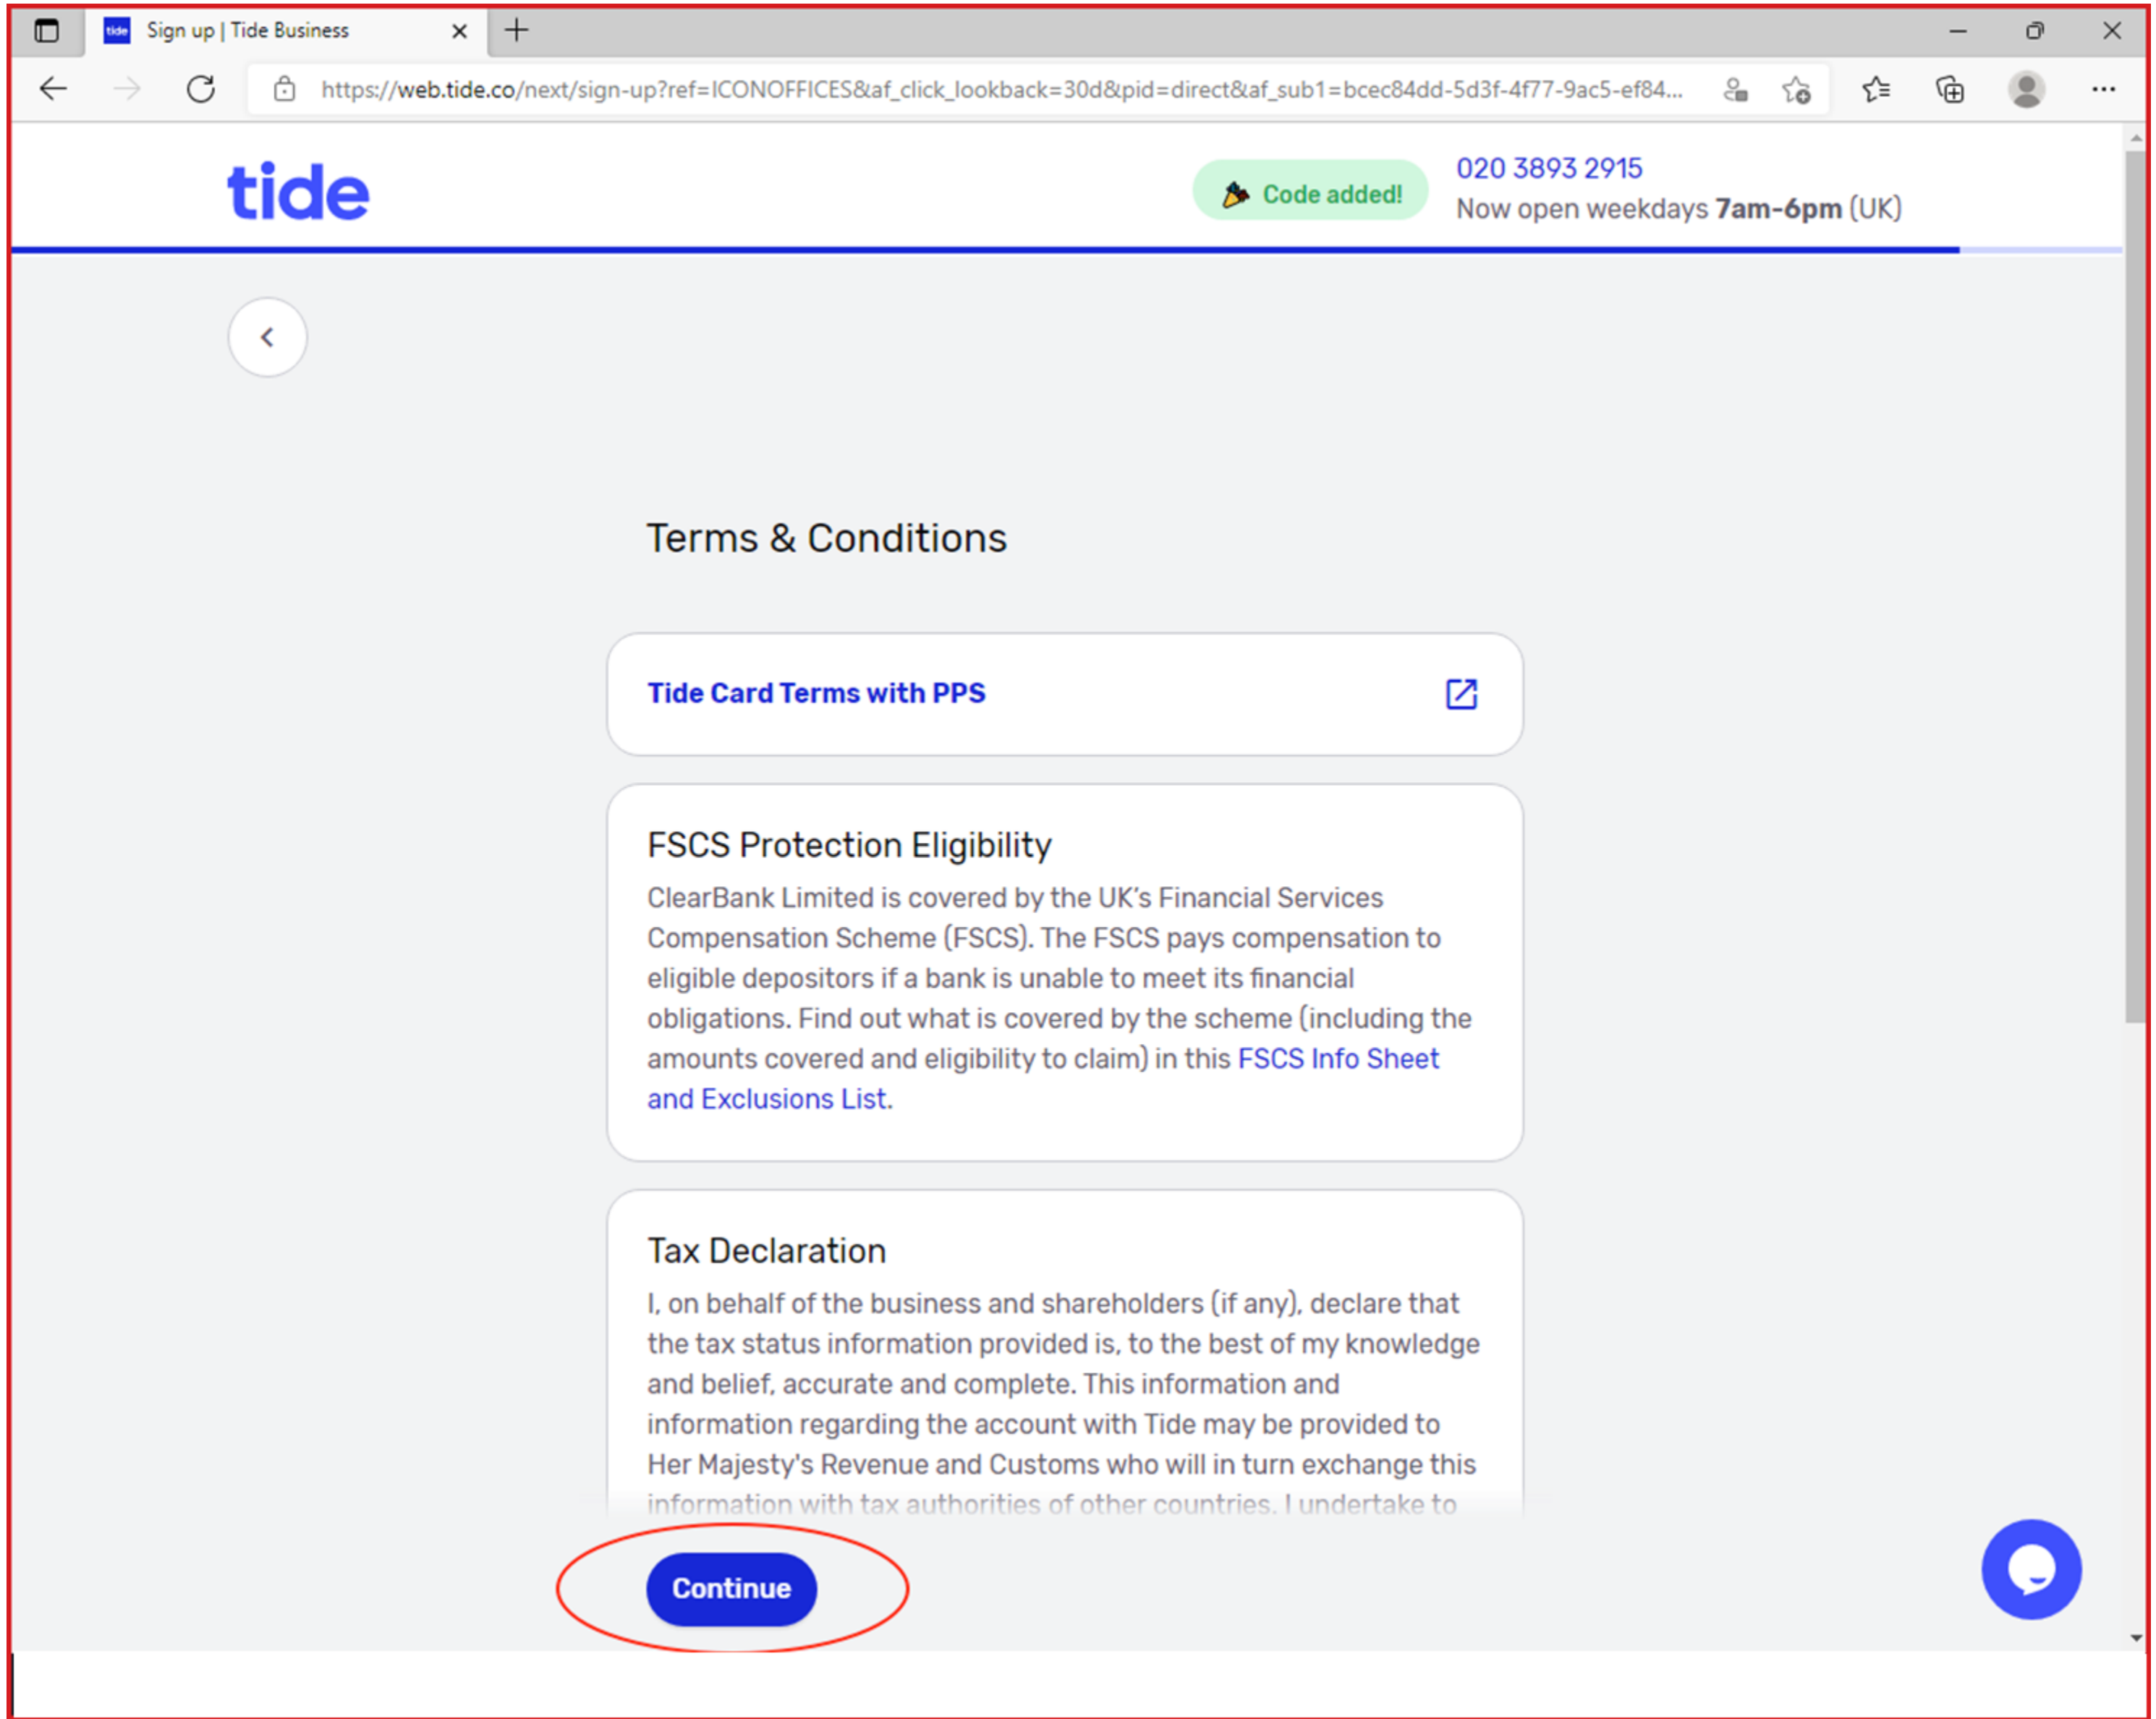 tide Sign up | Tide Business
https://web.tide.co/next/sign-up?ref=ICONOFFICES&af_click_lookback=30d&pid=direct&af_sub1=bcec84dd-5d3f-4f77-9ac5-ef84...
tide
Code added!
020 3893 2915
Now open weekdays 7am-6pm (UK)
Terms & Conditions
Tide Card Terms with PPS
FSCS Protection Eligibility
ClearBank Limited is covered by the UK's Financial Services
Compensation Scheme (FSCS). The FSCS pays compensation to
eligible depositors if a bank is unable to meet its financial
obligations. Find out what is covered by the scheme (including the
amounts covered and eligibility to claim) in this FSCS Info Sheet
and Exclusions List.
Tax Declaration
I, on behalf of the business and shareholders (if any), declare that
the tax status information provided is, to the best of my knowledge
and belief, accurate and complete. This information and
information regarding the account with Tide may be provided to
Her Majesty's Revenue and Customs who will in turn exchange this
information with tax authorities of other countries. I undertake to
Continue